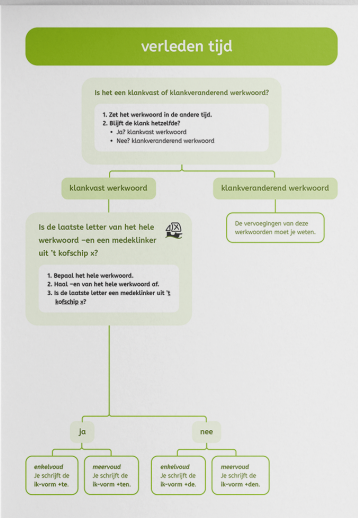 verleden tijd
Is het een klankvast of klankveranderend werkwoord?
1. Zet het werkwoord in de andere tijd.
2. Blijft de klank hetzelfde?
• Ja? klankvast werkwoord
• Nee? klankveranderend werkwoord
klankvast werkwoord
klankveranderend werkwoord
De vervoegingen van deze
werkwoorden moet je weten.
Is de laatste letter van het hele
werkwoord –en een medeklinker
uit 't kofschip x?
1. Bepaal het hele werkwoord.
2. Haal –en van het hele werkwoord af.
3. Is de laatste letter een medeklinker uit 't
kofschip x?
ja
nee
enkelvoud
Je schrijft de
ik-vorm +te.
meervoud
Je schrijft de
ik-vorm +ten.
enkelvoud
Je schrijft de
ik-vorm +de.
meervoud
Je schrijft de
ik-vorm +den.